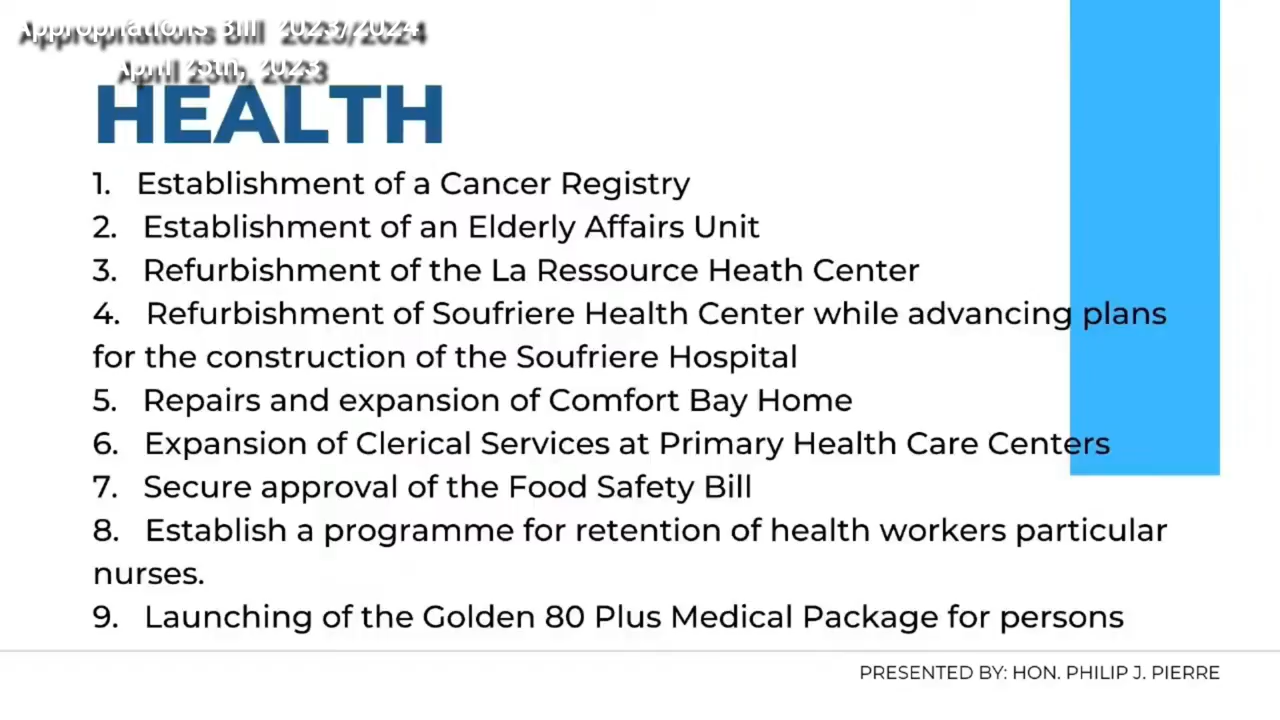 Appropriations Bill 2023/2024
April 25th, 2023
HEALTH
1. Establishment of a Cancer Registry
2. Establishment of an Elderly Affairs Unit
3. Refurbishment of the La Ressource Heath Center
4. Refurbishment of Soufriere Health Center while advancing plans
for the construction of the Soufriere Hospital
5. Repairs and expansion of Comfort Bay Home
6. Expansion of Clerical Services at Primary Health Care Centers
7. Secure approval of the Food Safety Bill
8. Establish a programme for retention of health workers particular
nurses.
9. Launching of the Golden 80 Plus Medical Package for persons
PRESENTED BY: HON. PHILIP J. PIERRE